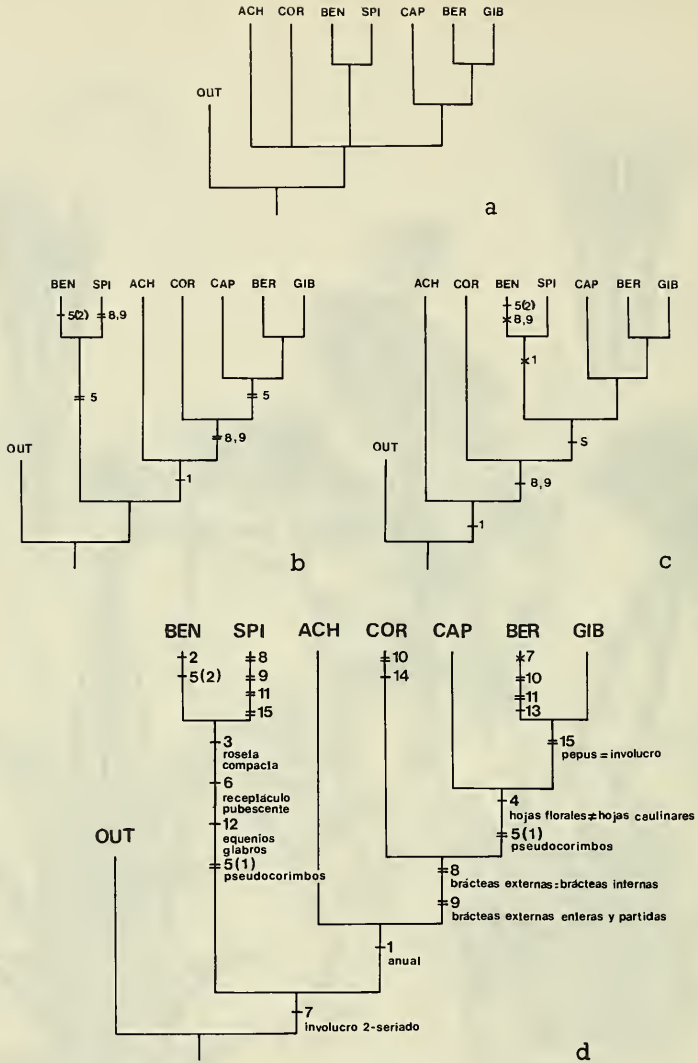 ACH COR BEN SPI CAP BER GIB
OUT
a
BEN SPI ACH COR CAP BER GIB
5(2) 8,9
5
5
8,9
1
OUT
b
ACH COR BEN SPI CAP BER GIB
5(2)
8,9
1
S
8,9
1
OUT
c
BEN SPI ACH COR CAP BER GIB
2 8 10 7
5(2) 9 14 10
11 11
15 13
3
roseta
compacta
15
pepus = involucro
6
receptáculo
pubescente
4
hojas florales≠hojas caulinares
12
equenios
glabros
5(1)
pseudocorimbos
5(1)
pseudocorimbos
OUT
8
brácteas externas=brácteas internas
9
brácteas externas enteras y partidas
1
anual
7
involucro 2-seriado
d